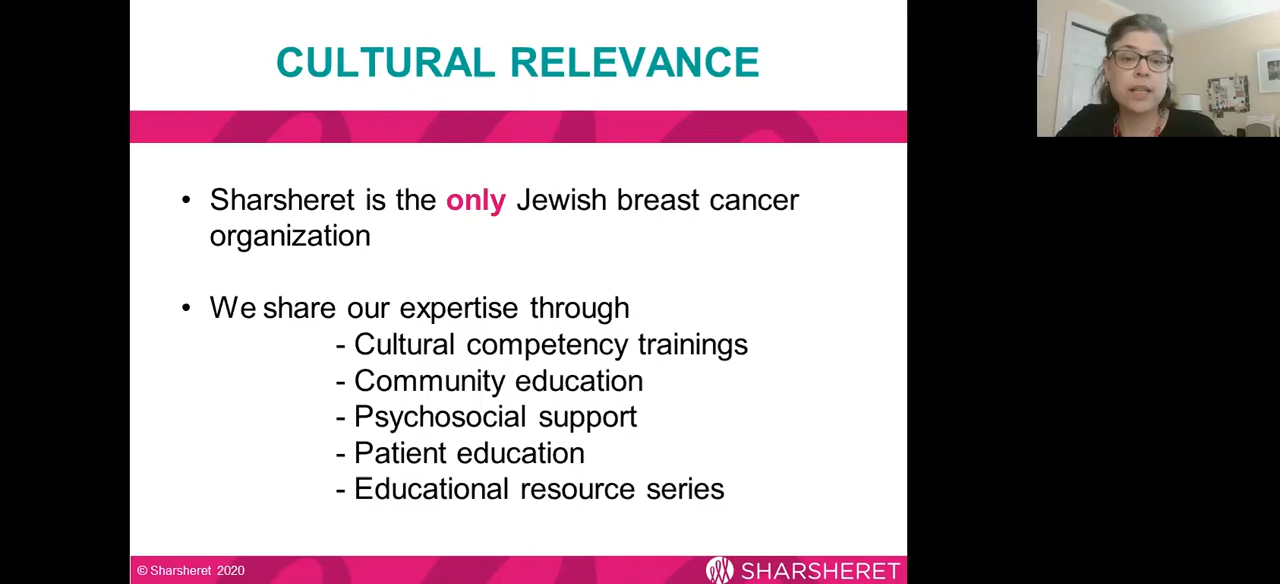 CULTURAL RELEVANCE
• Sharsheret is the only Jewish breast cancer
organization
• We share our expertise through
- Cultural competency trainings
- Community education
- Psychosocial support
- Patient education
- Educational resource series
© Sharsheret 2020
SHARSHERET